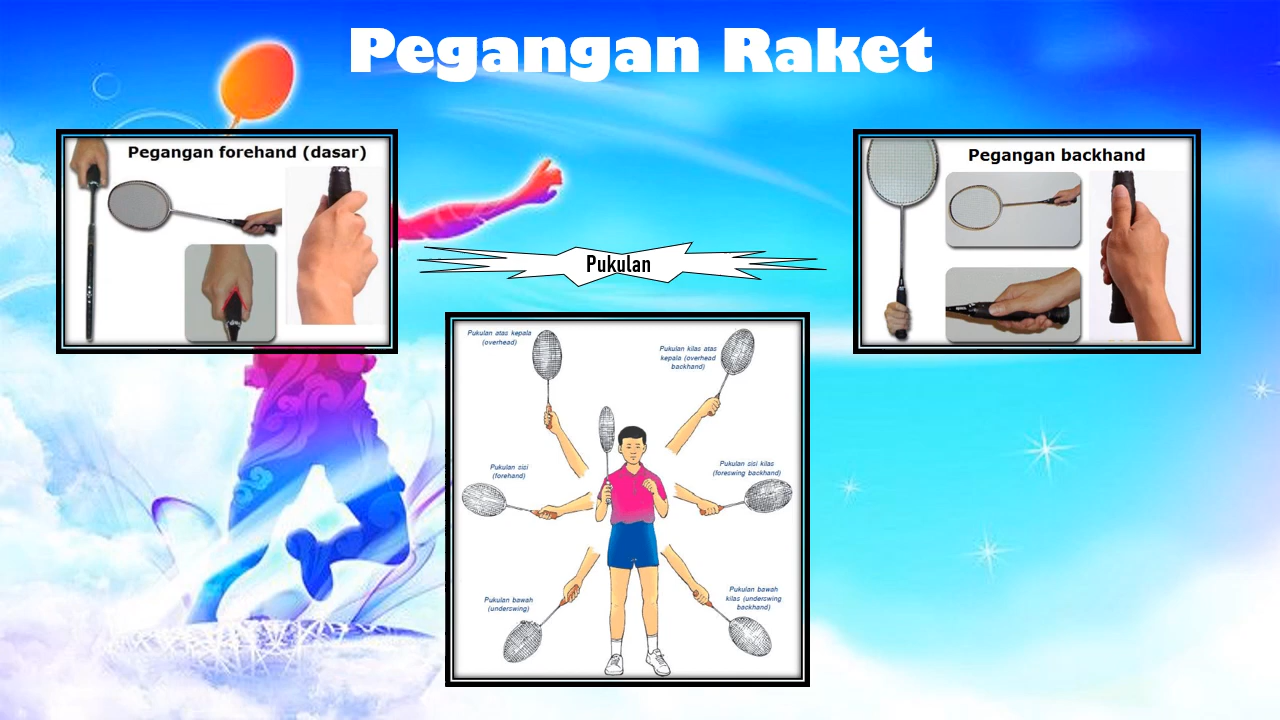 Pegangan Raket
Pegangan forehand (dasar)
Pegangan backhand
Pukulan
Pukulan atas kepala
(overhead)
Pukulan kilas atas
kepala (overhead
backhand)
Pukulan sisi
(forehand)
Pukulan sisi kilas
(foreswing backhand)
Pukulan bawah
(underswing)
Pukulan bawah
kilas (underswing
backhand)